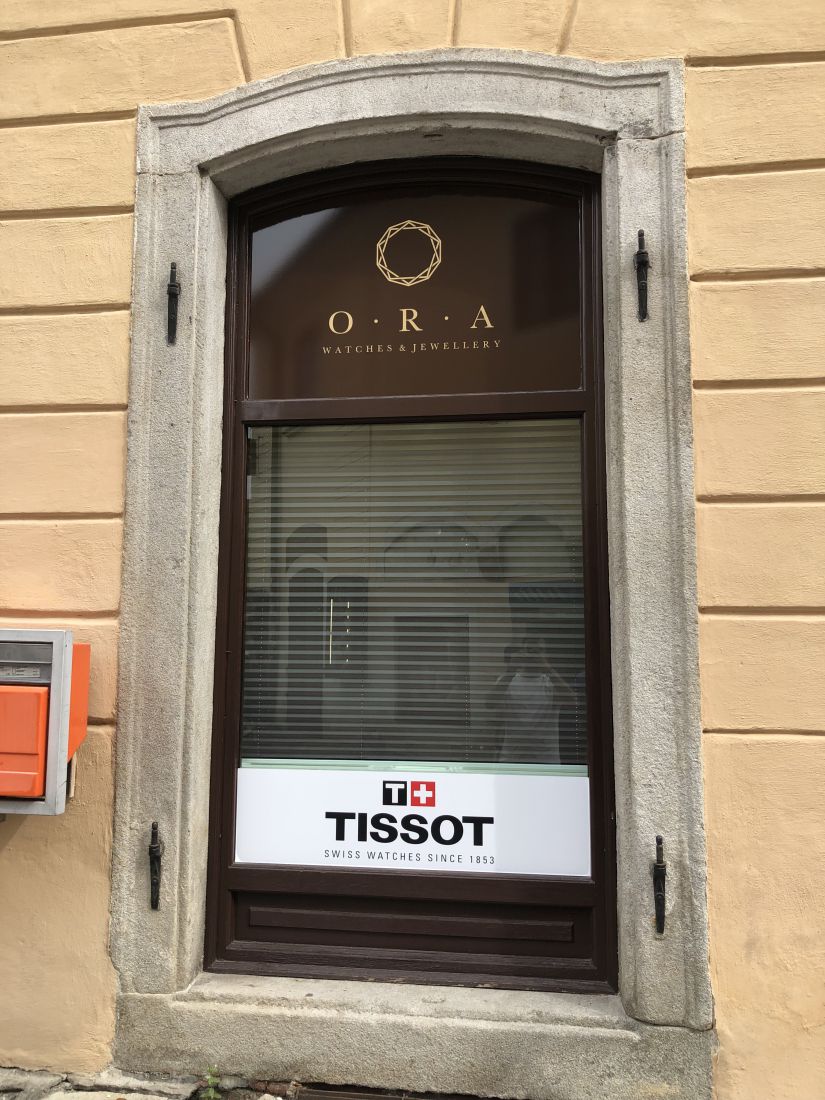 O · R · A
WATCHES & JEWELLERY
T+
TISSOT
SWISS WATCHES SINCE 1853